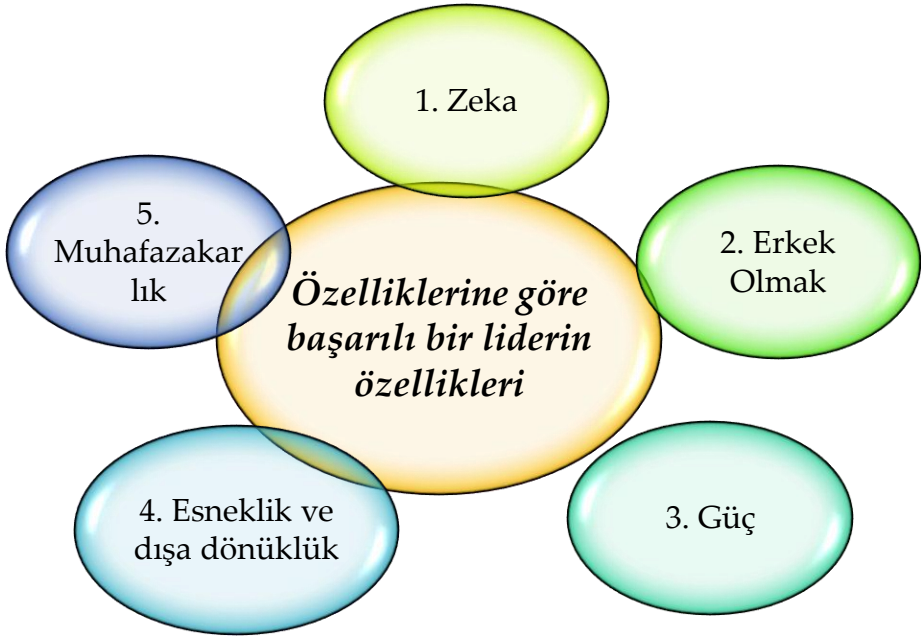 1. Zeka
2. Erkek
Olmak
3. Güç
4. Esneklik ve
dışa dönüklük
5.
Muhafazakar
lık
Özelliklerine göre
başarılı bir liderin
özellikleri